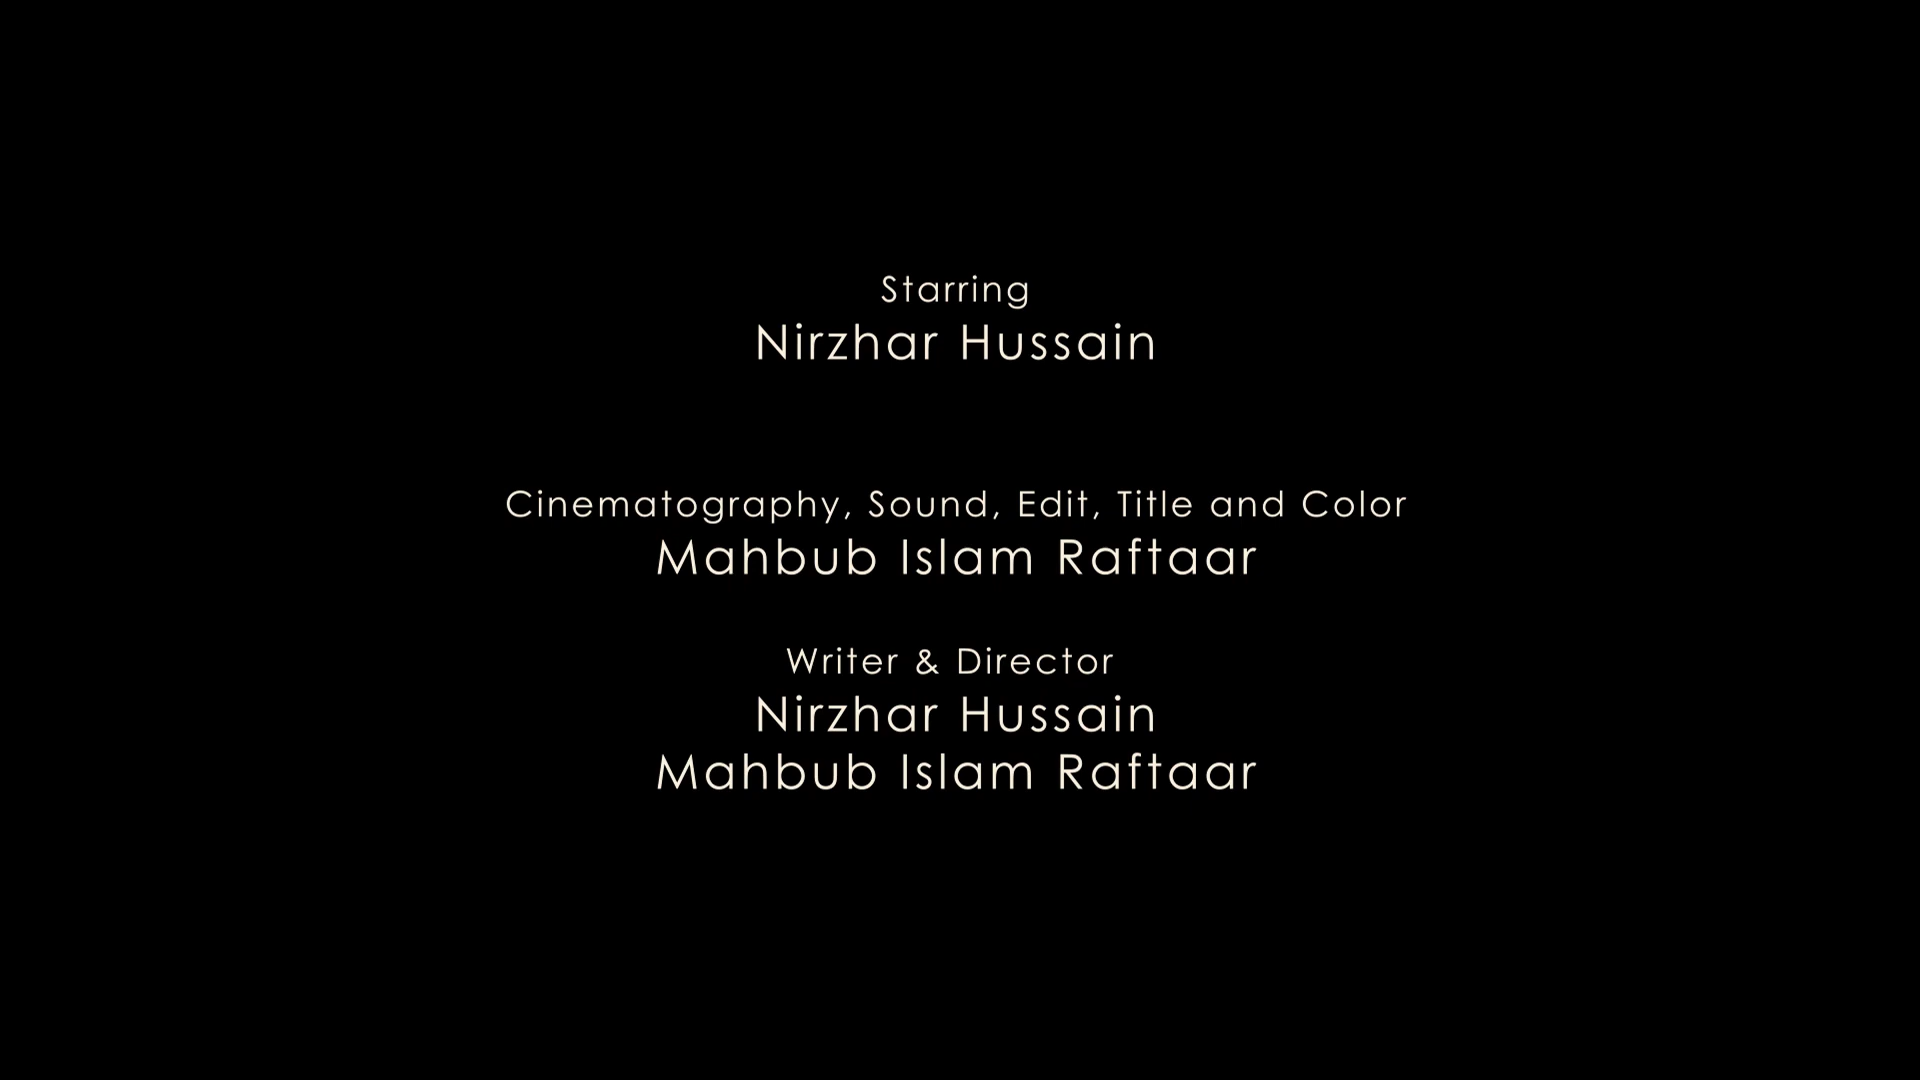 Starring
Nirzhar Hussain
Cinematography, Sound, Edit, Title and Color
Mahbub Islam Raftaar
Writer & Director
Nirzhar Hussain
Mahbub Islam Raftaar